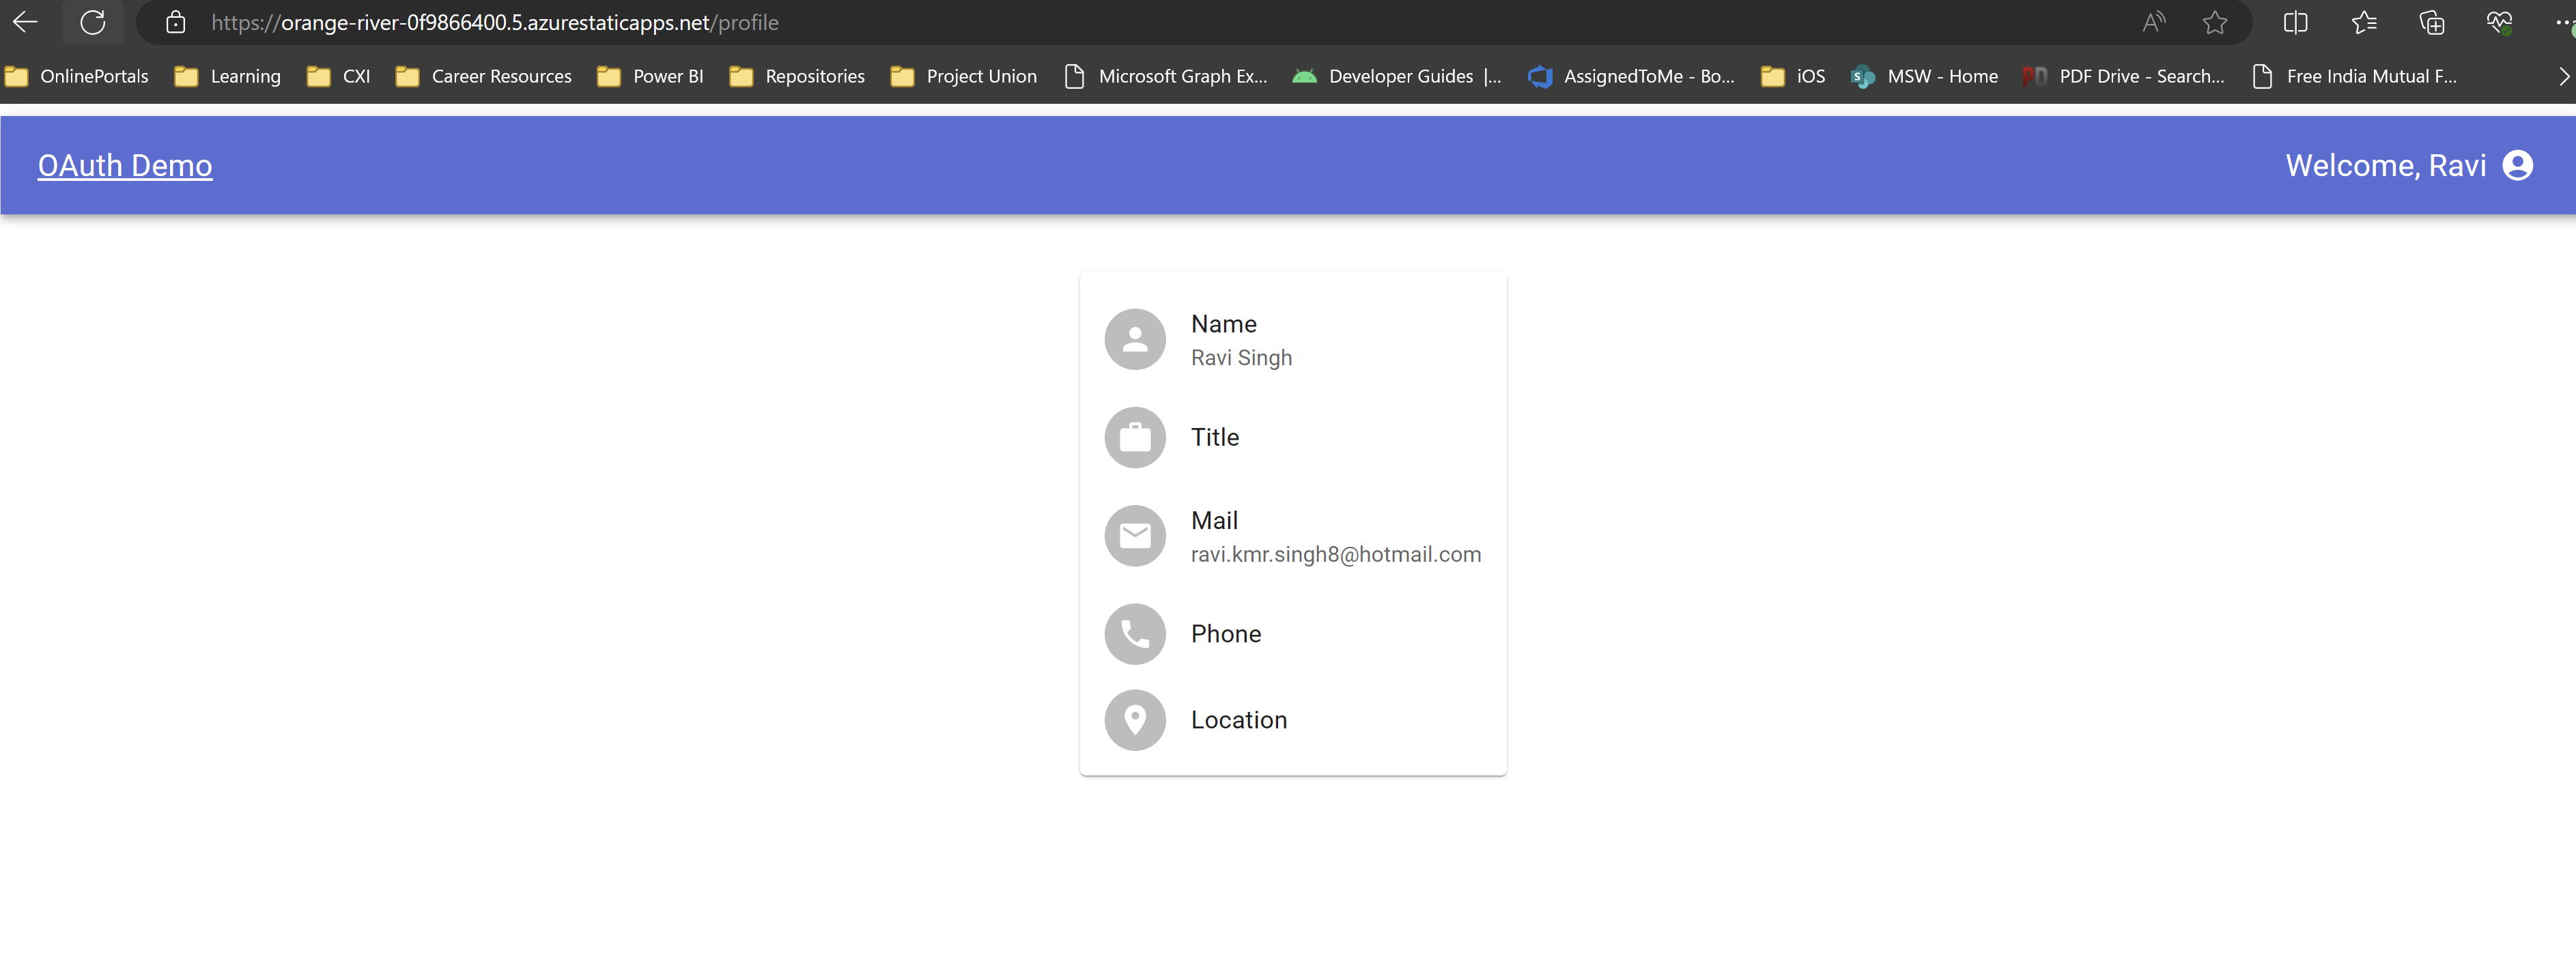 https://orange-river-0f9866400.5.azurestaticapps.net/profile
OnlinePortals Learning CXI Career Resources Power BI Repositories Project Union Microsoft Graph Ex... Developer Guides |... AssignedToMe - Bo... iOS MSW - Home PDF Drive - Search... Free India Mutual F...
OAuth Demo Welcome, Ravi
Name
Ravi Singh
Title
Mail
ravi.kmr.singh8@hotmail.com
Phone
Location